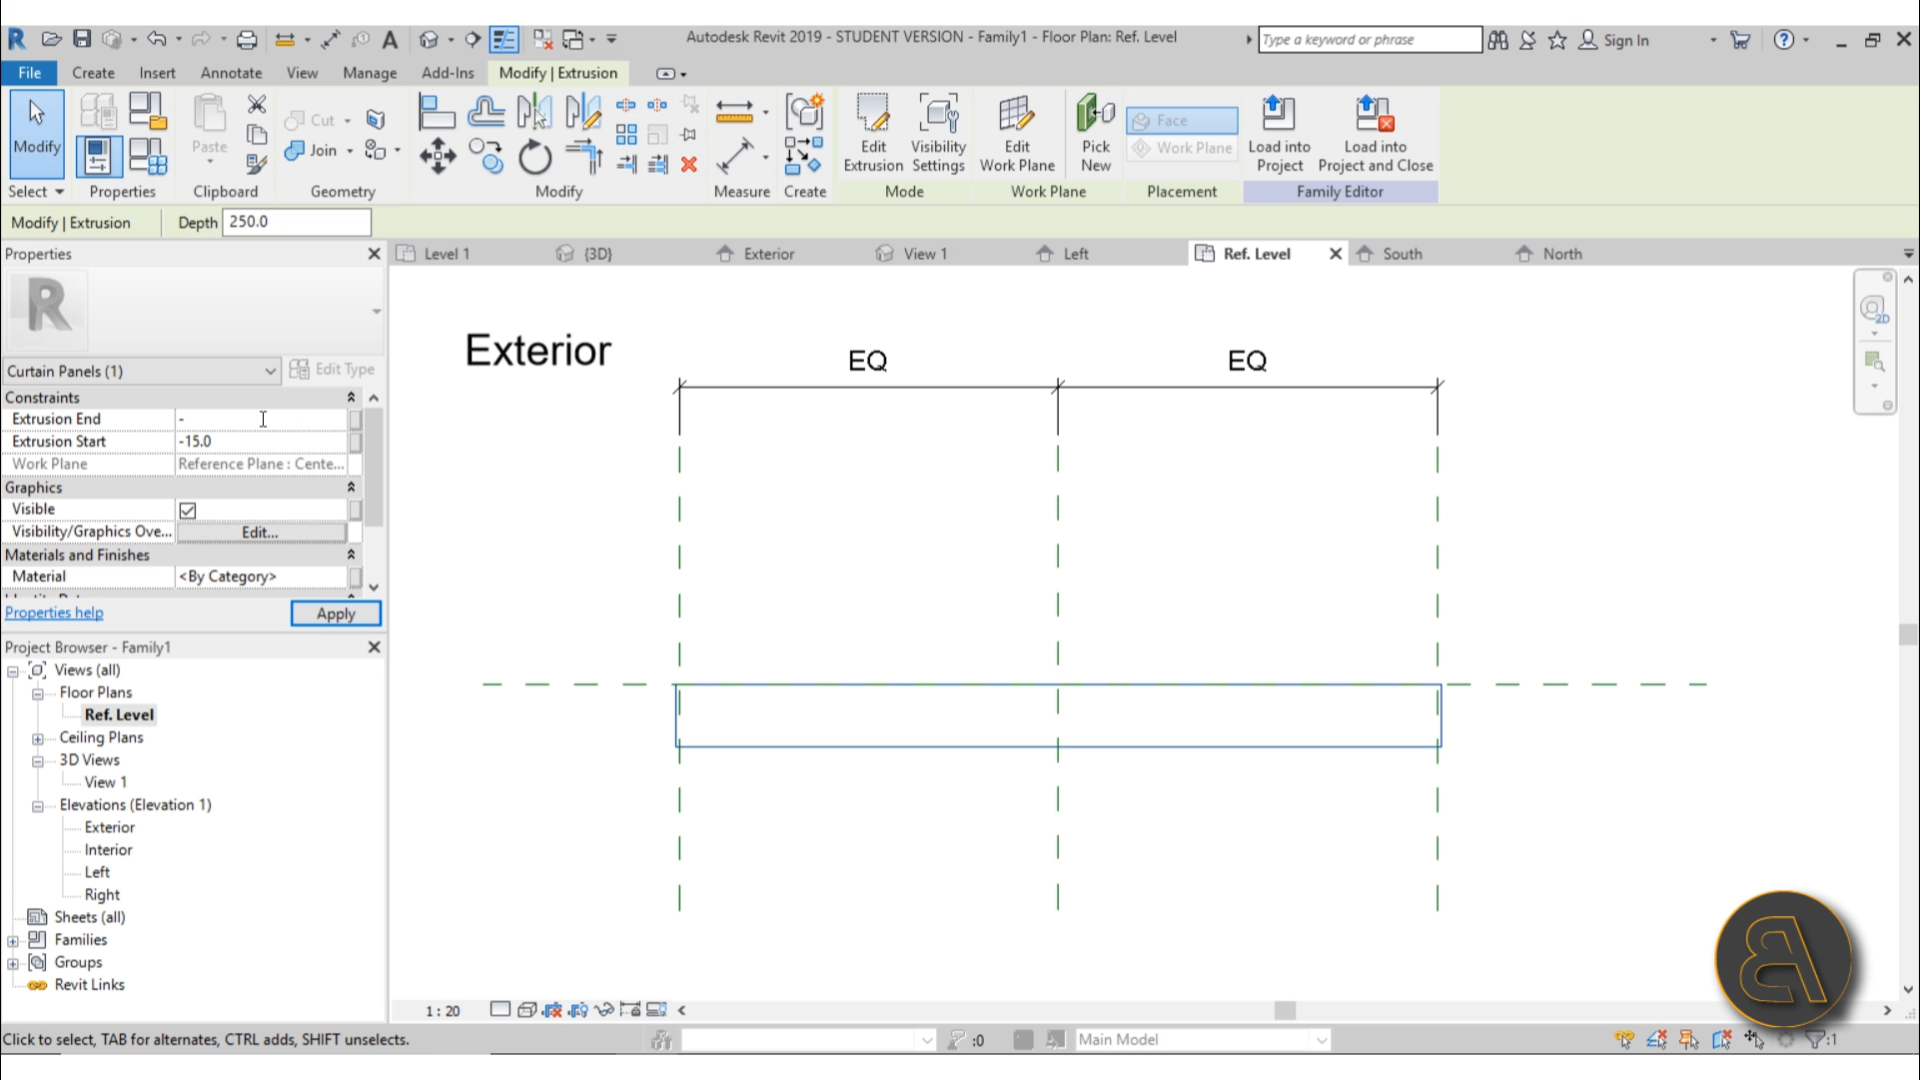 Autodesk Revit 2019 - STUDENT VERSION - Family1 - Floor Plan: Ref. Level
Type a keyword or phrase
Sign In
File Create Insert Annotate View Manage Add-Ins Modify | Extrusion
Modify
Paste
Cut
Join
Edit Extrusion
Visibility Settings
Edit Work Plane
Pick New
Face
Work Plane
Load into Project
Load into Project and Close
Select Properties Clipboard Geometry Modify Measure Create Mode Work Plane Placement Family Editor
Modify | Extrusion Depth 250.0
Properties
Level 1 {3D} Exterior View 1 Left Ref. Level South North
R
Curtain Panels (1) Edit Type
Constraints
Extrusion End -
Extrusion Start -15.0
Work Plane Reference Plane : Cente...
Graphics
Visible
Visibility/Graphics Ove... Edit...
Materials and Finishes
Material <By Category>
Properties help Apply
Project Browser - Family1
Views (all)
Floor Plans
Ref. Level
Ceiling Plans
3D Views
View 1
Elevations (Elevation 1)
Exterior
Interior
Left
Right
Sheets (all)
Families
Groups
Revit Links
Exterior
EQ EQ
2D
1 : 20
Click to select, TAB for alternates, CTRL adds, SHIFT unselects.
:0
Main Model
:1